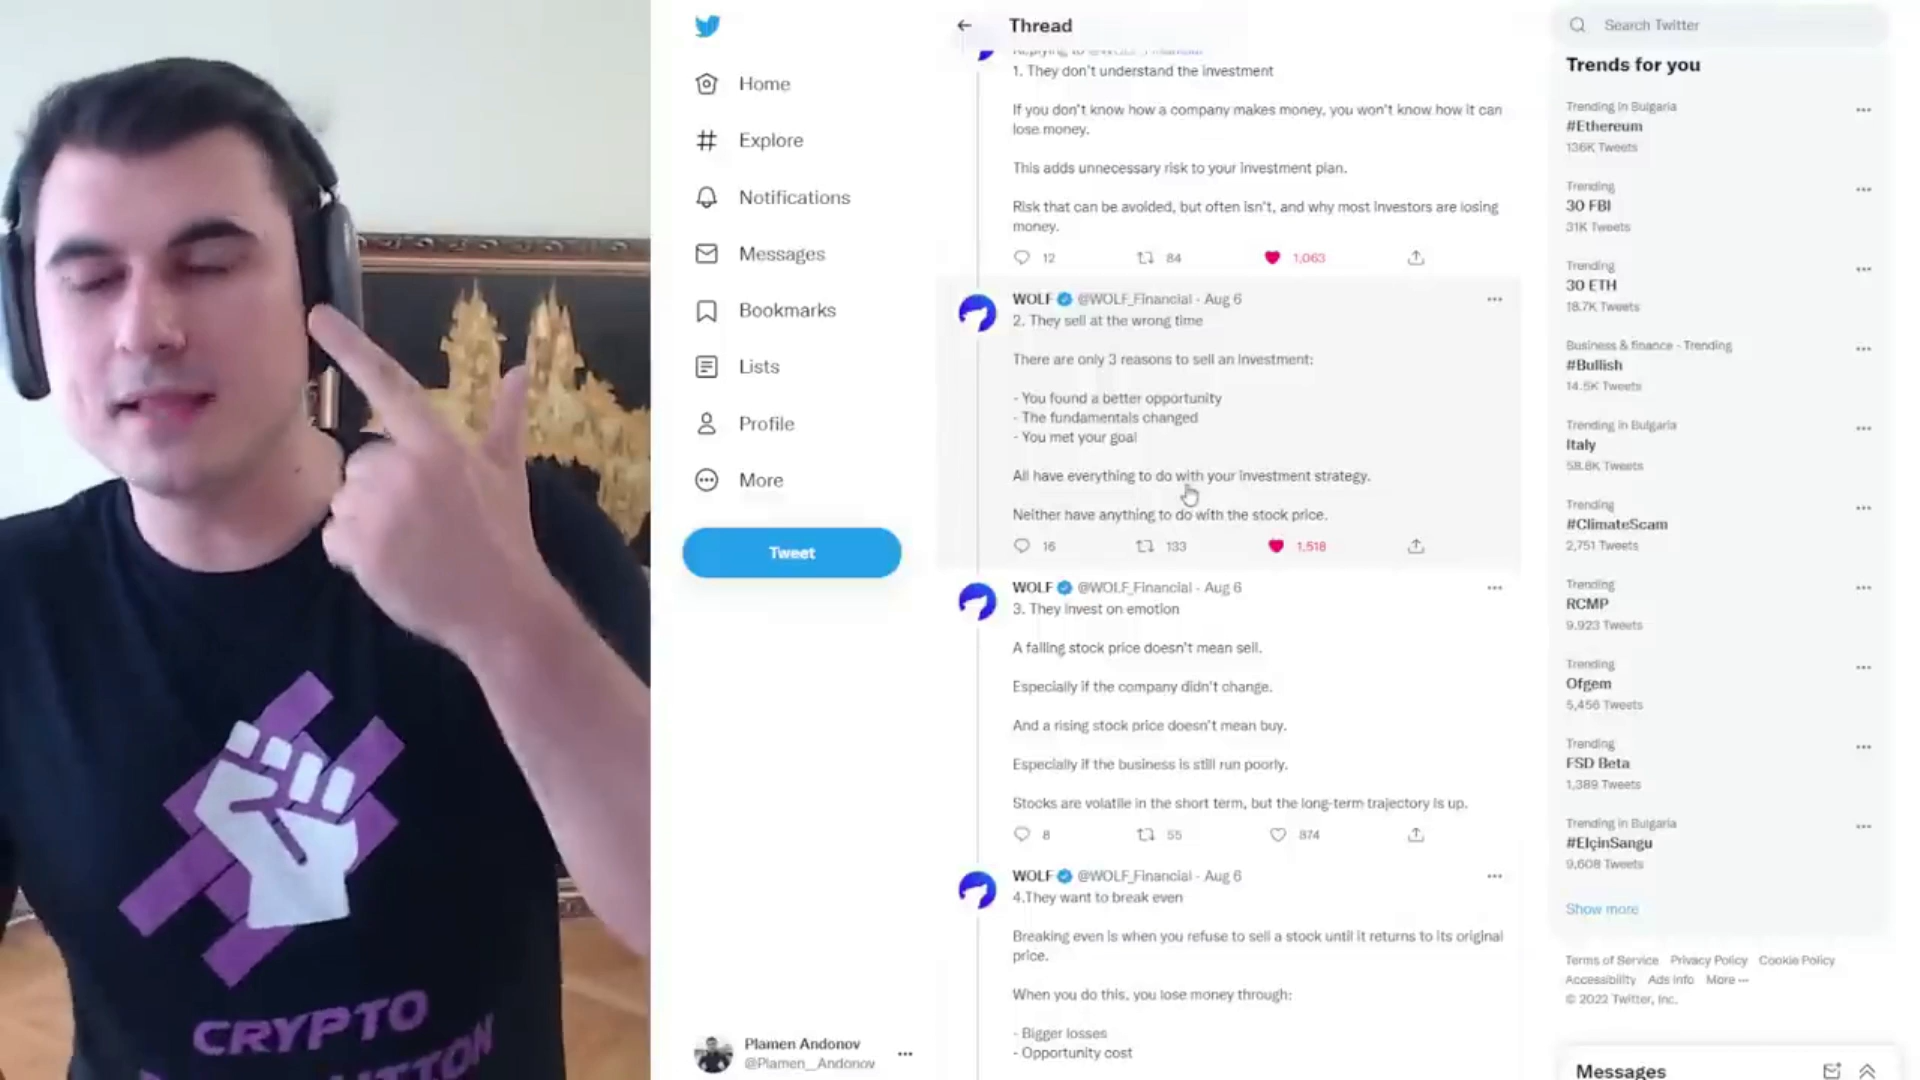 Home
Explore
Notifications
Messages
Bookmarks
Lists
Profile
More
Tweet
Plamen Andonov
@Plamen__Andonov
Thread
Replying to @WOLF_Financial
1. They don't understand the investment
If you don't know how a company makes money, you won't know how it can
lose money.
This adds unnecessary risk to your investment plan.
Risk that can be avoided, but often isn't, and why most investors are losing
money.
12 84 1,063
WOLF @WOLF_Financial · Aug 6
2. They sell at the wrong time
There are only 3 reasons to sell an investment:
- You found a better opportunity
- The fundamentals changed
- You met your goal
All have everything to do with your investment strategy.
Neither have anything to do with the stock price.
16 133 1,518
WOLF @WOLF_Financial · Aug 6
3. They invest on emotion
A falling stock price doesn't mean sell.
Especially if the company didn't change.
And a rising stock price doesn't mean buy.
Especially if the business is still run poorly.
Stocks are volatile in the short term, but the long-term trajectory is up.
8 55 874
WOLF @WOLF_Financial · Aug 6
4.They want to break even
Breaking even is when you refuse to sell a stock until it returns to its original
price.
When you do this, you lose money through:
- Bigger losses
- Opportunity cost
Search Twitter
Trends for you
Trending in Bulgaria
#Ethereum
136K Tweets
Trending
30 FBI
31K Tweets
Trending
30 ETH
18.7K Tweets
Business & finance · Trending
#Bullish
14.5K Tweets
Trending in Bulgaria
Italy
58.8K Tweets
Trending
#ClimateScam
2,751 Tweets
Trending
RCMP
9,923 Tweets
Trending
Ofgem
5,456 Tweets
Trending
FSD Beta
1,389 Tweets
Trending in Bulgaria
#ElçinSangu
9,608 Tweets
Show more
Terms of Service Privacy Policy Cookie Policy
Accessibility Ads info More ···
© 2022 Twitter, Inc.
Messages
CRYPTO